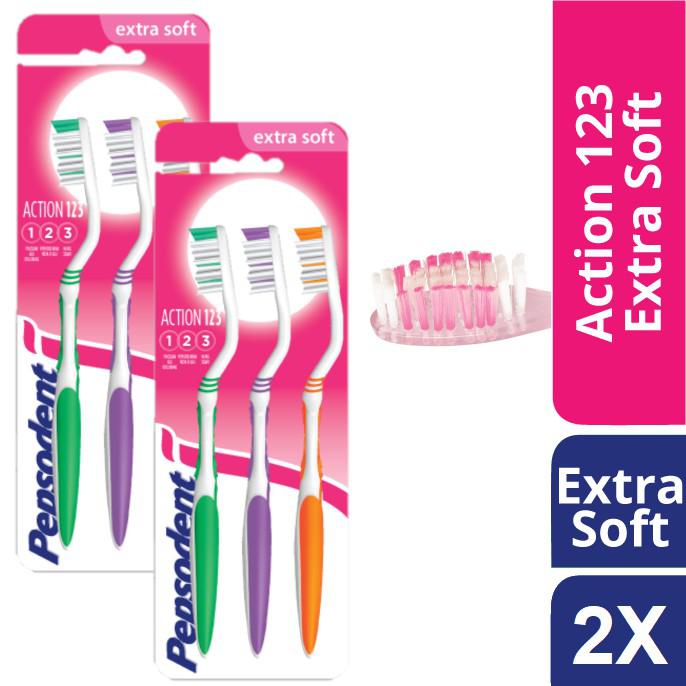 extra soft
ACTION 123
1 2 3
Pepsodent
extra soft
ACTION 123
1 2 3
Pepsodent
Action 123
Extra Soft
Extra
Soft
2X